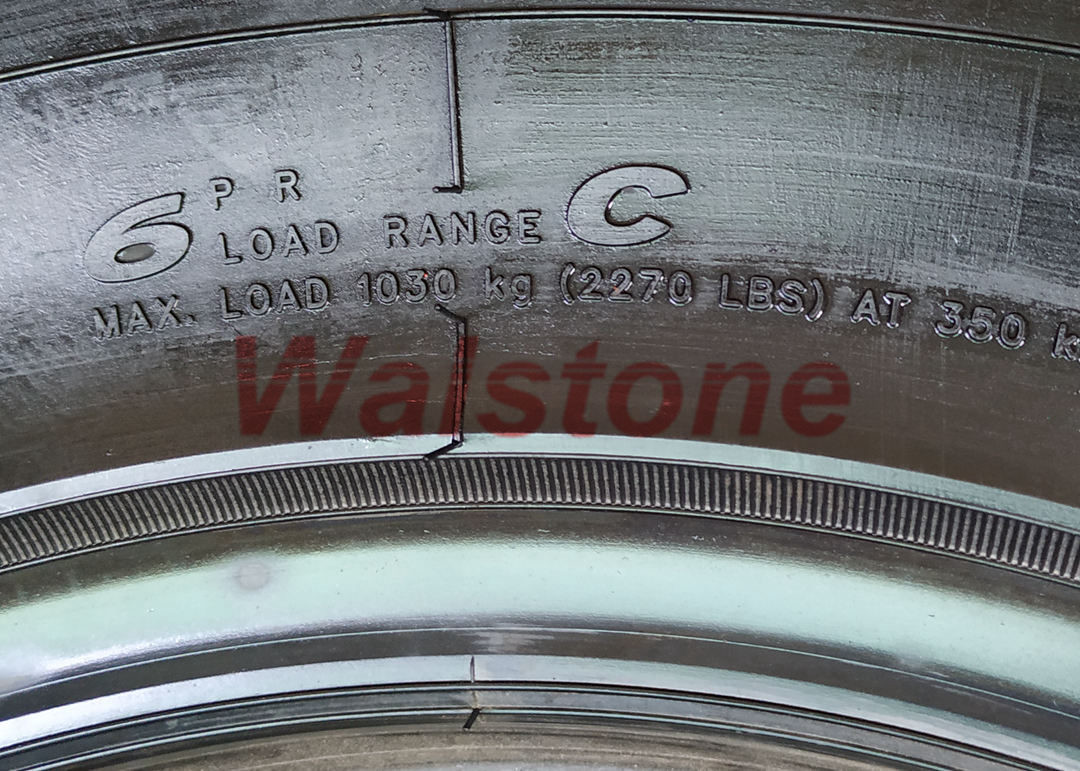 6 P R
LOAD RANGE C
MAX. LOAD 1030 kg (2270 LBS) AT 350 k
Walstone